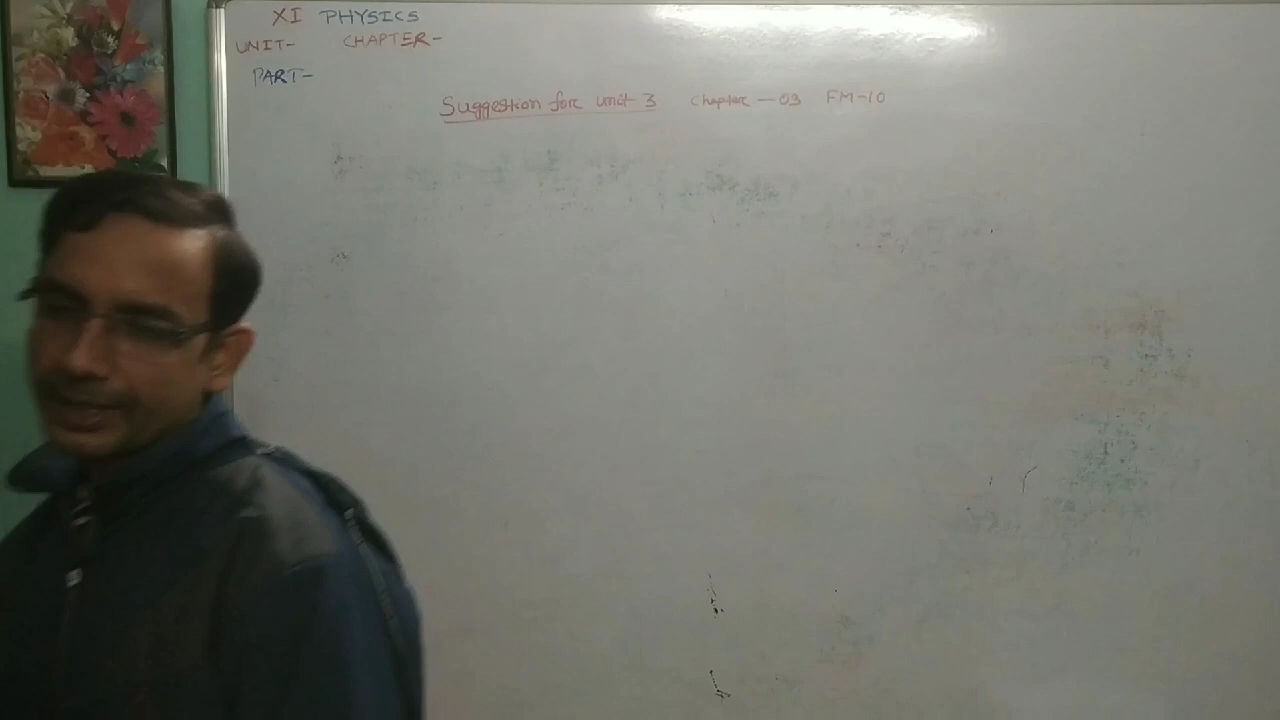 XI PHYSICS
UNIT- CHAPTER-
PART-
Suggestion for unit 3 Chapter - 03 FM-10